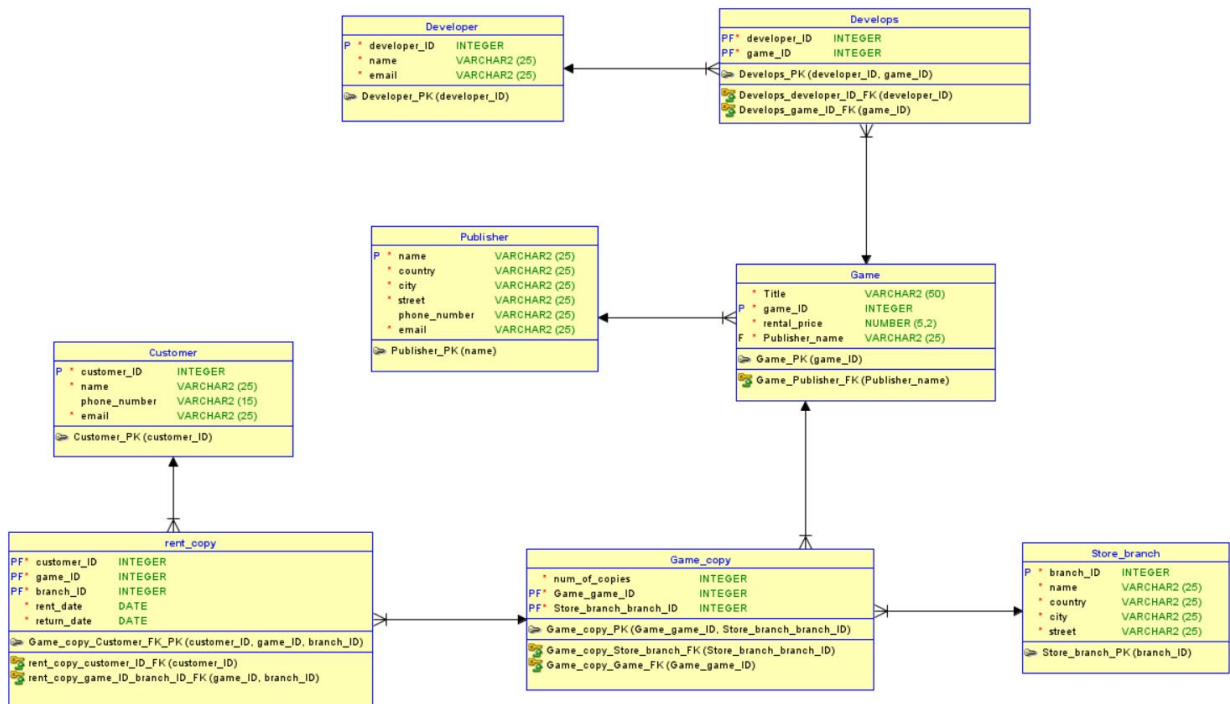 Developer
P * developer_ID INTEGER
* name VARCHAR2 (25)
* email VARCHAR2 (25)
Developer_PK (developer_ID)
Develops
PF* developer_ID INTEGER
PF* game_ID INTEGER
Develops_PK (developer_ID, game_ID)
Develops_developer_ID_FK (developer_ID)
Develops_game_ID_FK (game_ID)
Publisher
P * name VARCHAR2 (25)
* country VARCHAR2 (25)
* city VARCHAR2 (25)
* street VARCHAR2 (25)
phone_number VARCHAR2 (25)
* email VARCHAR2 (25)
Publisher_PK (name)
Game
* Title VARCHAR2 (50)
P * game_ID INTEGER
* rental_price NUMBER (5,2)
F * Publisher_name VARCHAR2 (25)
Game_PK (game_ID)
Game_Publisher_FK (Publisher_name)
Customer
P * customer_ID INTEGER
* name VARCHAR2 (25)
phone_number VARCHAR2 (15)
* email VARCHAR2 (25)
Customer_PK (customer_ID)
rent_copy
PF* customer_ID INTEGER
PF* game_ID INTEGER
PF* branch_ID INTEGER
* rent_date DATE
* return_date DATE
Game_copy_Customer_FK_PK (customer_ID, game_ID, branch_ID)
rent_copy_customer_ID_FK (customer_ID)
rent_copy_game_ID_branch_ID_FK (game_ID, branch_ID)
Game_copy
* num_of_copies INTEGER
PF* Game_game_ID INTEGER
PF* Store_branch_branch_ID INTEGER
Game_copy_PK (Game_game_ID, Store_branch_branch_ID)
Game_copy_Store_branch_FK (Store_branch_branch_ID)
Game_copy_Game_FK (Game_game_ID)
Store_branch
P * branch_ID INTEGER
* name VARCHAR2 (25)
* country VARCHAR2 (25)
* city VARCHAR2 (25)
* street VARCHAR2 (25)
Store_branch_PK (branch_ID)